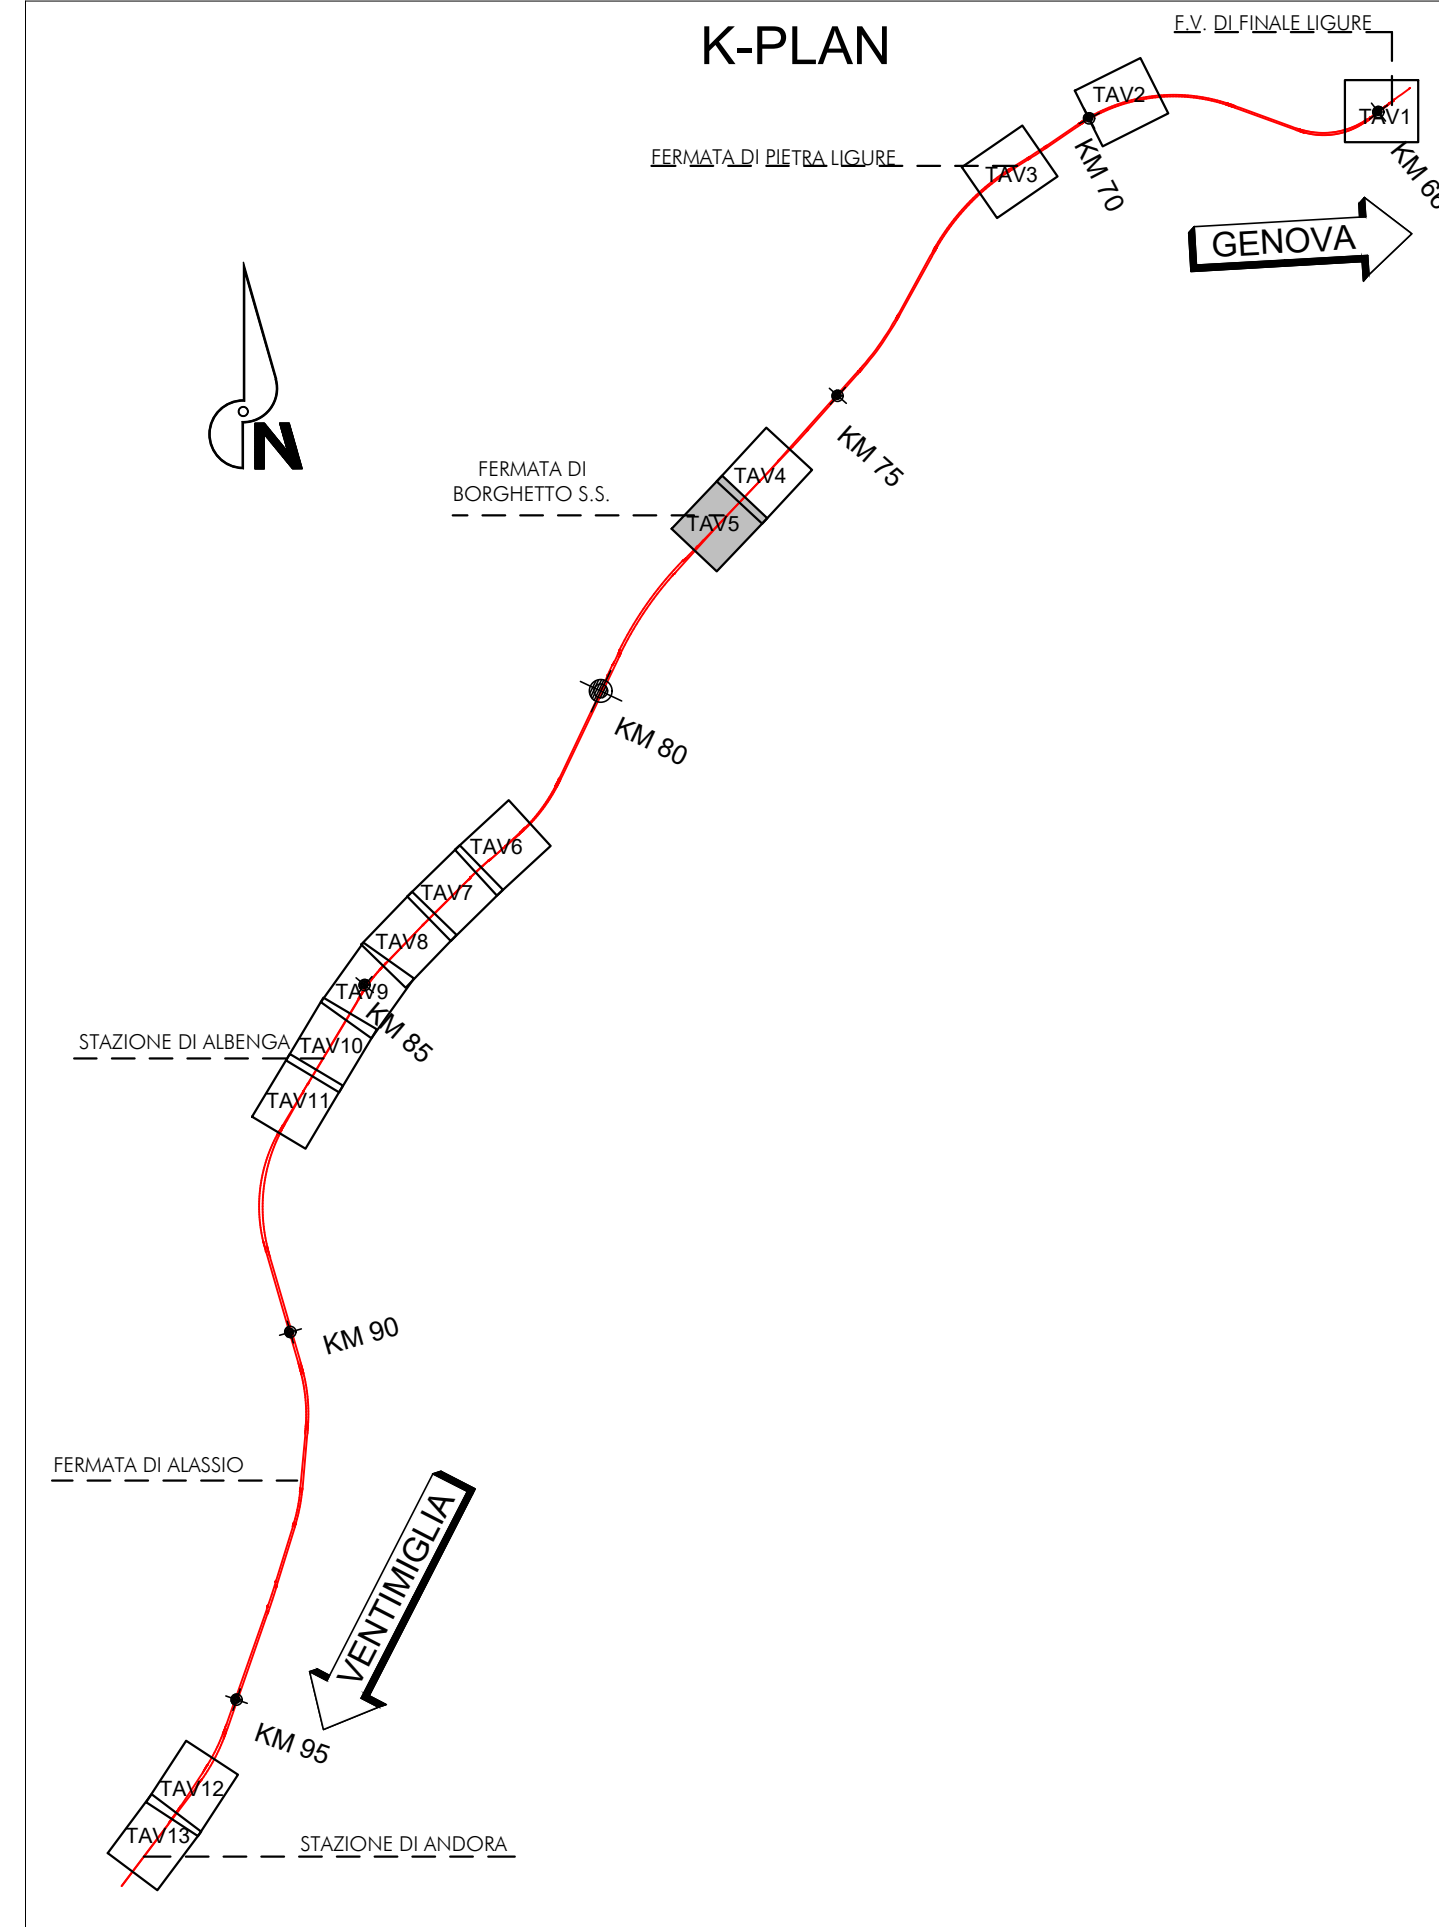 F.V. DI FINALE LIGURE
K-PLAN
TAV2
TAV1
FERMATA DI PIETRA LIGURE
TAV3
KM 70
KM 66
GENOVA
N
KM 75
FERMATA DI
BORGHETTO S.S.
TAV4
TAV5
KM 80
TAV6
TAV7
TAV8
TAV9
KM 85
STAZIONE DI ALBENGA
TAV10
TAV11
KM 90
FERMATA DI ALASSIO
VENTIMIGLIA
KM 95
TAV12
TAV13
STAZIONE DI ANDORA